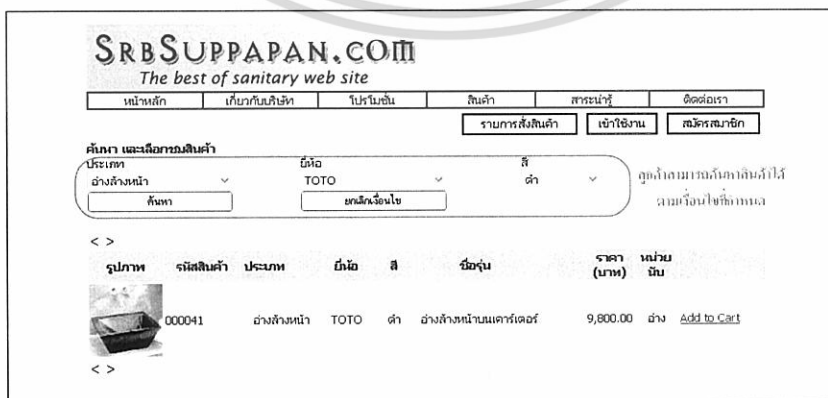 SRBSUPPAPAN.COM
The best of sanitary web site
หน้าหลัก เกี่ยวกับบริษัท โปรโมชั่น สินค้า สาระน่ารู้ ติดต่อเรา
รายการสั่งสินค้า เข้าใช้งาน สมัครสมาชิก
ค้นหา และเลือกชมสินค้า
ประเภท ยี่ห้อ สี
อ่างล้างหน้า TOTO ดำ
ค้นหา ยกเลิกเงื่อนไข
ลูกค้าสามารถค้นหาสินค้าได้
ตามเงื่อนไขที่กำหนด
< >
รูปภาพ รหัสสินค้า ประเภท ยี่ห้อ สี ชื่อรุ่น ราคา (บาท) หน่วย นับ
000041 อ่างล้างหน้า TOTO ดำ อ่างล้างหน้าบนเคาร์เตอร์ 9,800.00 อ่าง Add to Cart
< >